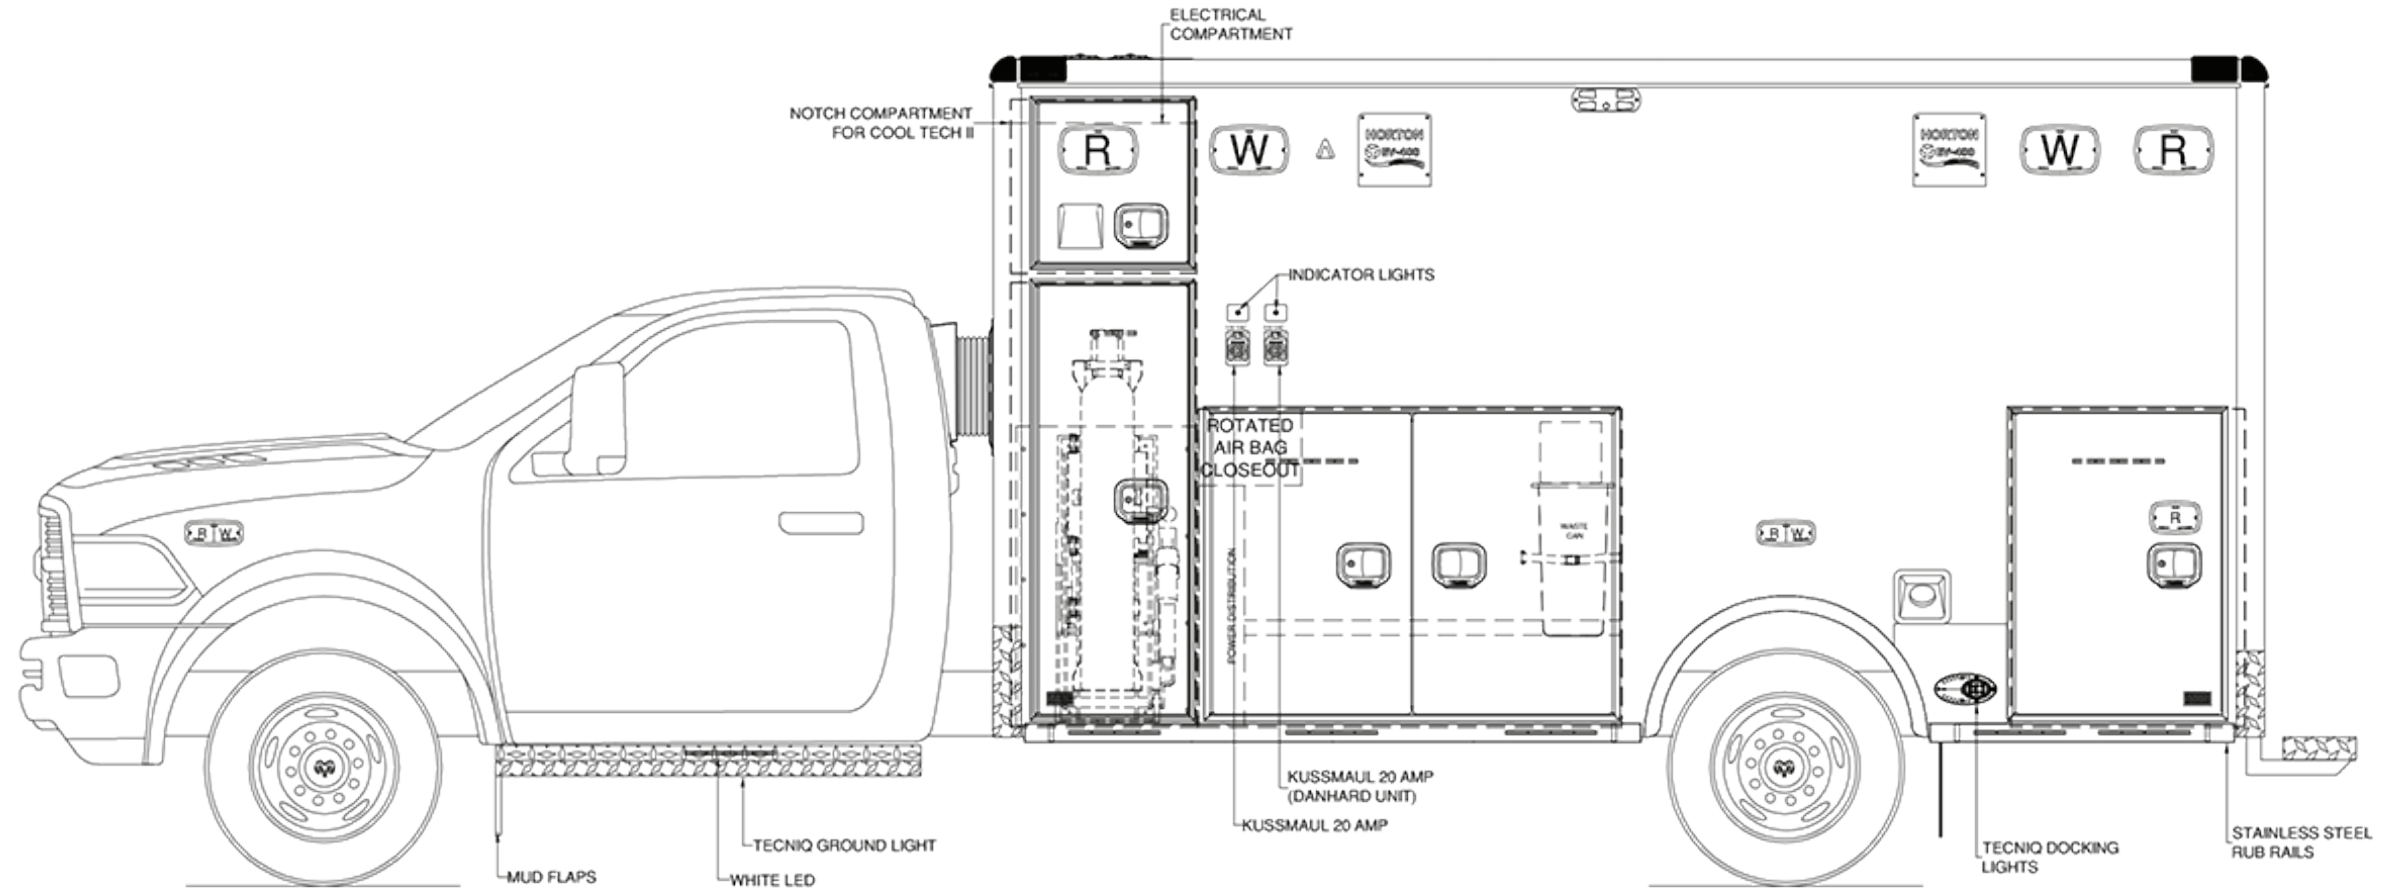 ELECTRICAL
COMPARTMENT
NOTCH COMPARTMENT
FOR COOL TECH II
R
W
HORTON
HORTON
W
R
INDICATOR LIGHTS
ROTATED
AIR BAG
CLOSEOUT
R W
WASTE
CAN
R W
R
POWER DISTRIBUTION
KUSSMAUL 20 AMP
(DANHARD UNIT)
KUSSMAUL 20 AMP
TECNIQ GROUND LIGHT
MUD FLAPS
WHITE LED
TECNIQ DOCKING
LIGHTS
STAINLESS STEEL
RUB RAILS